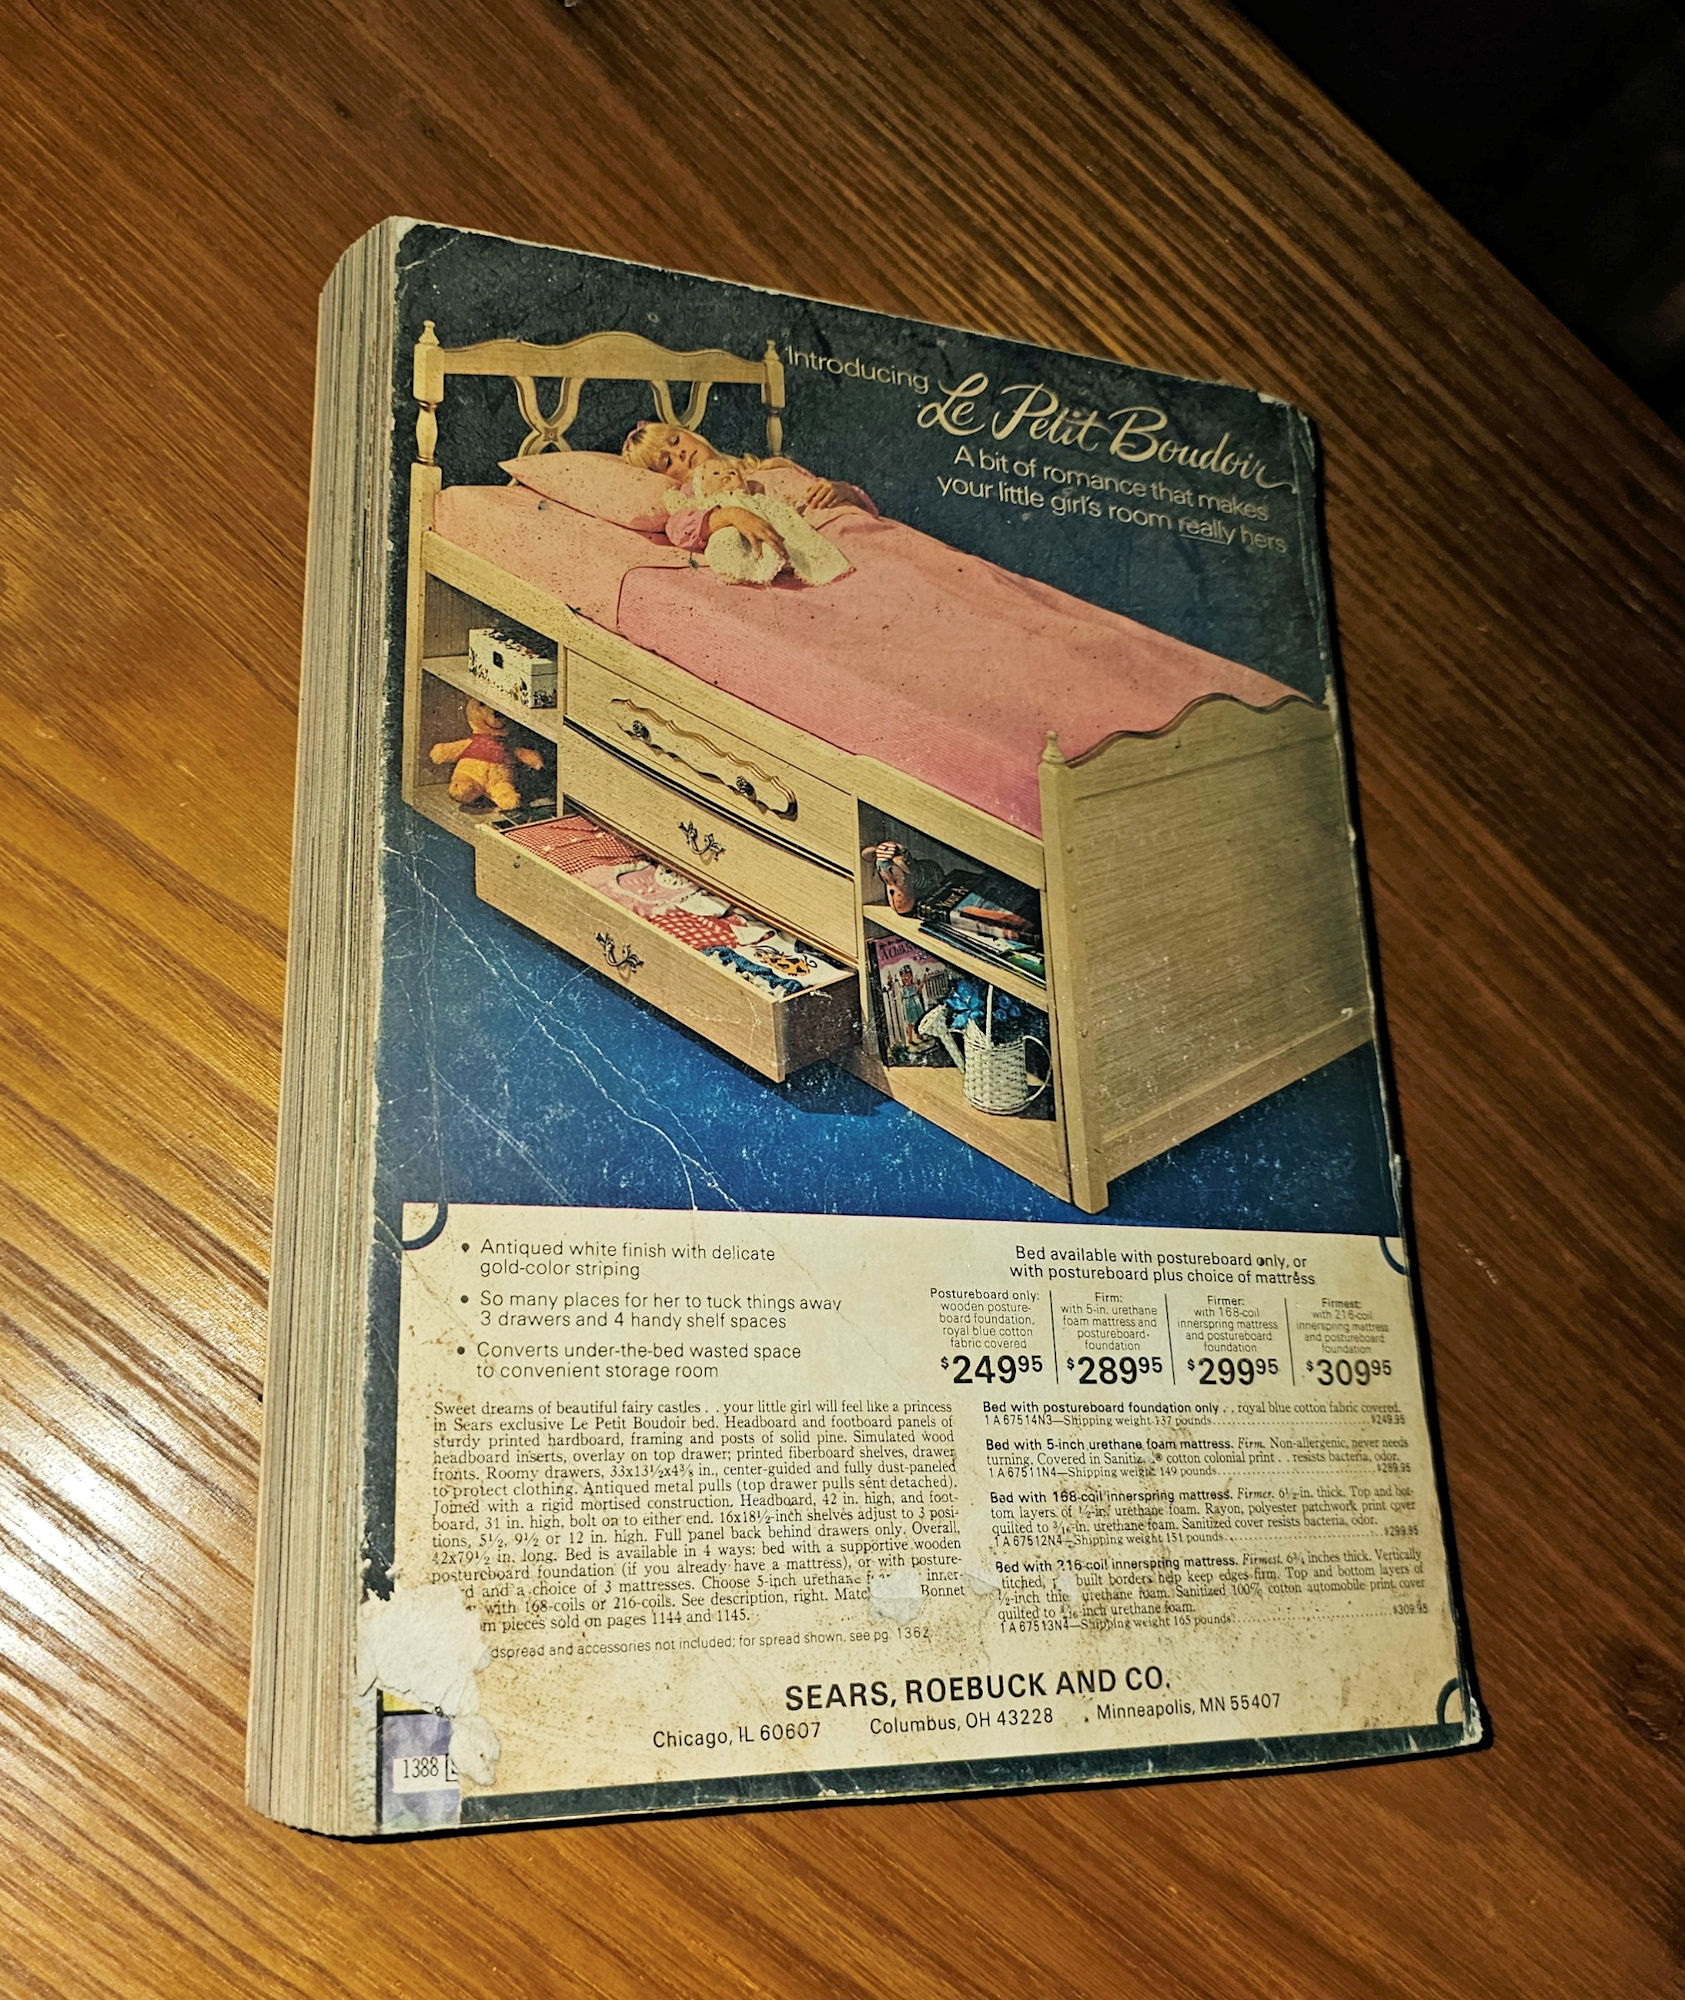 Introducing
Le Petit Boudoir
A bit of romance that makes
your little girl's room really hers
• Antiqued white finish with delicate
gold-color striping
• So many places for her to tuck things away
3 drawers and 4 handy shelf spaces
• Converts under-the-bed wasted space
to convenient storage room
Bed available with postureboard only, or
with postureboard plus choice of mattress
Postureboard only:
wooden posture-
board foundation,
royal blue cotton
fabric covered
$249 95
Firm:
with 5-in. urethane
foam mattress and
postureboard-
foundation
$289 95
Firmer:
with 168-coil
innerspring mattress
and postureboard
foundation
$299 95
Firmest:
with 216-coil
innerspring mattress
and postureboard
foundation
$309 95
Sweet dreams of beautiful fairy castles . . your little girl will feel like a princess
in Sears exclusive Le Petit Boudoir bed. Headboard and footboard panels of
sturdy printed hardboard, framing and posts of solid pine. Simulated wood
headboard inserts, overlay on top drawer; printed fiberboard shelves, drawer
fronts. Roomy drawers, 33x13½x4⅜ in., center-guided and fully dust-paneled
to protect clothing. Antiqued metal pulls (top drawer pulls sent detached).
Joined with a rigid mortised construction. Headboard, 42 in. high, and foot-
board, 31 in. high, bolt on to either end. 16x18½-inch shelves adjust to 3 posi-
tions, 5½, 9½ or 12 in. high. Full panel back behind drawers only. Overall,
42x79½ in. long. Bed is available in 4 ways: bed with a supportive wooden
postureboard foundation (if you already have a mattress), or with posture-
d and a choice of 3 mattresses. Choose 5-inch urethane inner-
with 168-coils or 216-coils. See description, right. Matc Bonnet
m pieces sold on pages 1144 and 1145.
dspread and accessories not included; for spread shown, see pg. 1362
Bed with postureboard foundation only . . royal blue cotton fabric covered.
1 A 67514N3—Shipping weight 137 pounds..........$249.95
Bed with 5-inch urethane foam mattress. Firm. Non-allergenic, never needs
turning. Covered in Sanitiz ® cotton colonial print . . resists bacteria, odor.
1 A 67511N4—Shipping weight 149 pounds..........$289.95
Bed with 168-coil innerspring mattress. Firmer. 6½-in. thick. Top and bot-
tom layers of ½-in. urethane foam. Rayon, polyester patchwork print cover
quilted to 3/16-in. urethane foam. Sanitized cover resists bacteria, odor.
1 A 67512N4—Shipping weight 151 pounds..........$299.95
Bed with 216-coil innerspring mattress. Firmest. 6¾ inches thick. Vertically
titched, built borders help keep edges firm. Top and bottom layers of
½-inch thic urethane foam. Sanitized 100% cotton automobile print cover
quilted to 3/16-inch urethane foam.
1 A 67513N4—Shipping weight 165 pounds..........$309.95
SEARS, ROEBUCK AND CO.
Chicago, IL 60607 Columbus, OH 43228 Minneapolis, MN 55407
1388